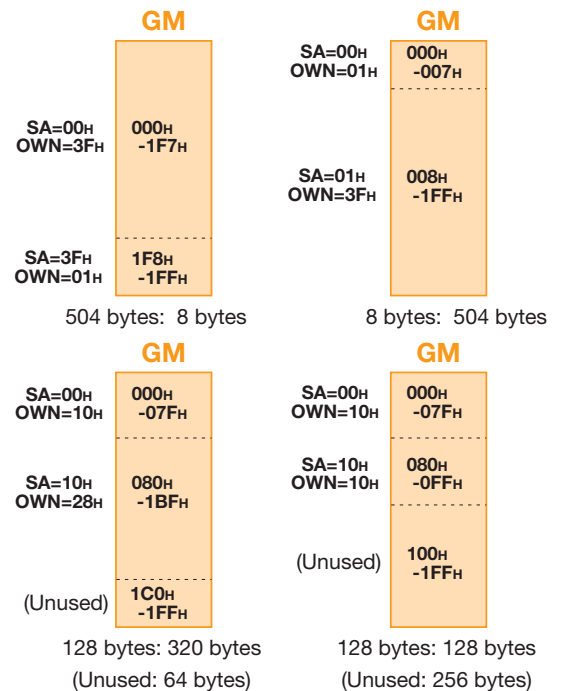 GM
SA=00H
OWN=3FH
000H
-1F7H
SA=3FH
OWN=01H
1F8H
-1FFH
504 bytes: 8 bytes
GM
SA=00H
OWN=01H
000H
-007H
SA=01H
OWN=3FH
008H
-1FFH
8 bytes: 504 bytes
GM
SA=00H
OWN=10H
000H
-07FH
SA=10H
OWN=28H
080H
-1BFH
(Unused)
1C0H
-1FFH
128 bytes: 320 bytes
(Unused: 64 bytes)
GM
SA=00H
OWN=10H
000H
-07FH
SA=10H
OWN=10H
080H
-0FFH
(Unused)
100H
-1FFH
128 bytes: 128 bytes
(Unused: 256 bytes)